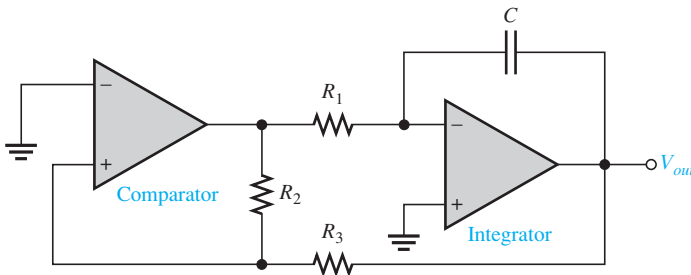 C
R1
−
−
+
Comparator
R2
Vout
+
Integrator
R3